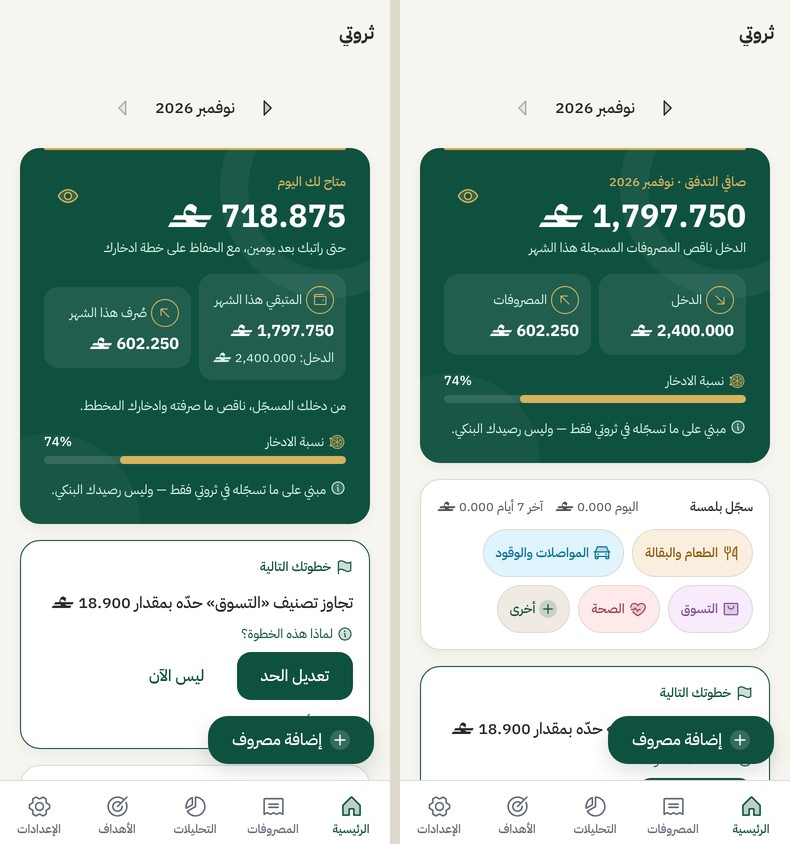 ثروتي
نوفمبر 2026
صافي التدفق · نوفمبر 2026
1,797.750
الدخل ناقص المصروفات المسجلة هذا الشهر
الدخل
2,400.000
المصروفات
602.250
نسبة الادخار
74%
مبني على ما تسجّله في ثروتي فقط — وليس رصيدك البنكي.
سجّل بلمسة
اليوم 0.000
آخر 7 أيام 0.000
الطعام والبقالة
المواصلات والوقود
التسوق
الصحة
أخرى
خطوتك التالية
حدّه بمقدار 18.900
إضافة مصروف
الرئيسية
المصروفات
التحليلات
الأهداف
الإعدادات
ثروتي
نوفمبر 2026
متاح لك اليوم
718.875
حتى راتبك بعد يومين، مع الحفاظ على خطة ادخارك
المتبقي هذا الشهر
1,797.750
الدخل: 2,400.000
صُرف هذا الشهر
602.250
من دخلك المسجّل، ناقص ما صرفته وادخارك المخطط.
نسبة الادخار
74%
مبني على ما تسجّله في ثروتي فقط — وليس رصيدك البنكي.
خطوتك التالية
تجاوز تصنيف «التسوق» حدّه بمقدار 18.900
لماذا هذه الخطوة؟
تعديل الحد
ليس الآن
إضافة مصروف
الرئيسية
المصروفات
التحليلات
الأهداف
الإعدادات